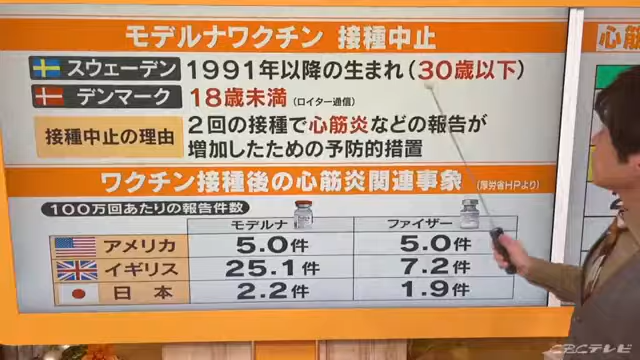 モデルナワクチン 接種中止
スウェーデン 1991年以降の生まれ(30歳以下)
デンマーク 18歳未満(ロイター通信)
接種中止の理由
2回の接種で心筋炎などの報告が
増加したための予防的措置
ワクチン接種後の心筋炎関連事象(厚労省HPより)
100万回あたりの報告件数
モデルナ ファイザー
アメリカ 5.0件 5.0件
イギリス 25.1件 7.2件
日本 2.2件 1.9件
心筋
CBCテレビ